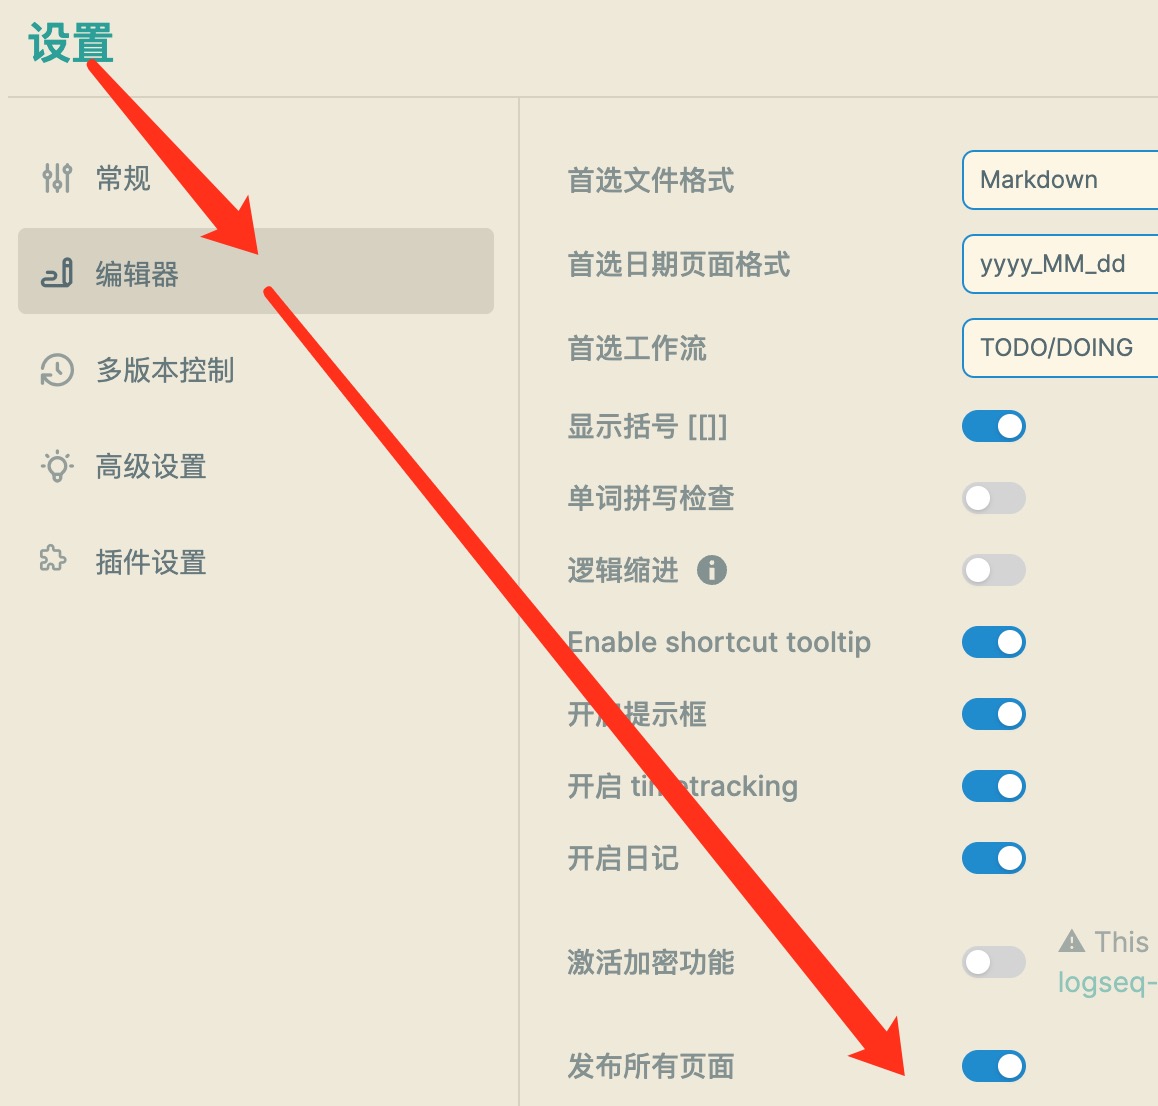 设置
常规
编辑器
多版本控制
高级设置
插件设置
首选文件格式
Markdown
首选日期页面格式
yyyy_MM_dd
首选工作流
TODO/DOING
显示括号 [[]]
单词拼写检查
逻辑缩进
Enable shortcut tooltip
开启提示框
开启 timetracking
开启日记
激活加密功能
This
logseq-
发布所有页面